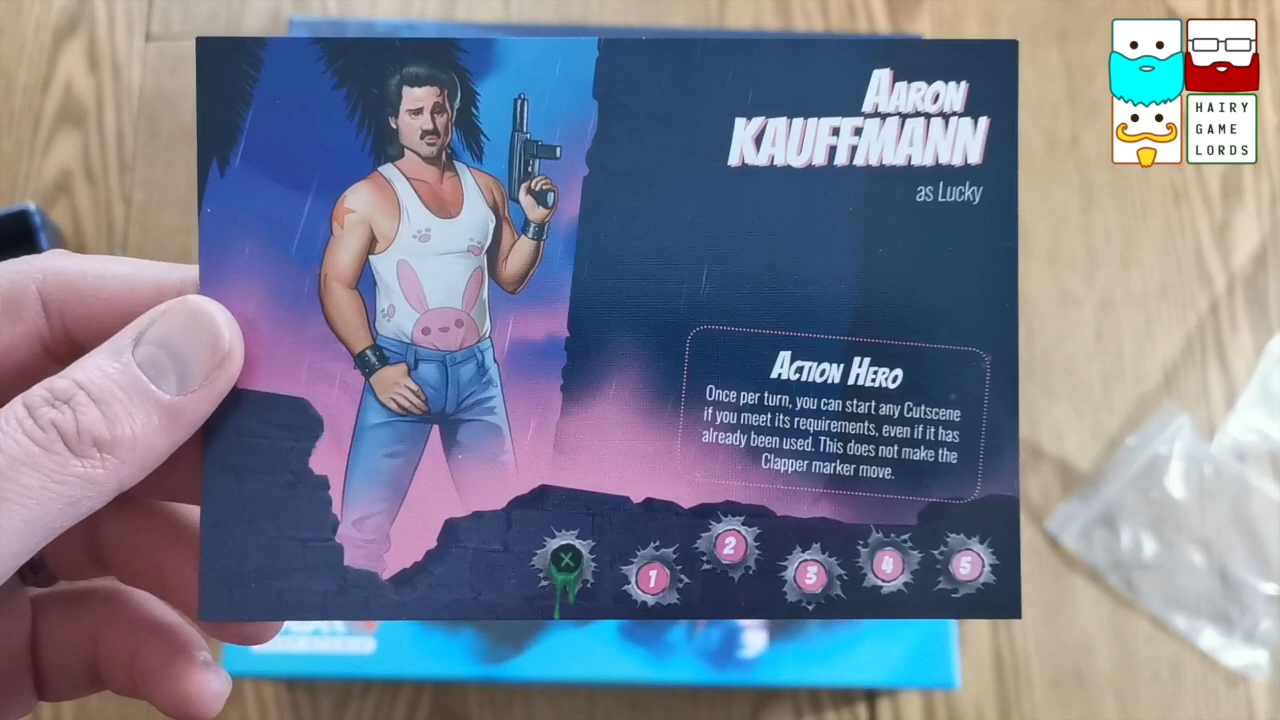 AARON
KAUFFMANN
as Lucky
ACTION HERO
Once per turn, you can start any Cutscene
if you meet its requirements, even if it has
already been used. This does not make the
Clapper marker move.
X
1
2
3
4
5
HAIRY
GAME
LORDS